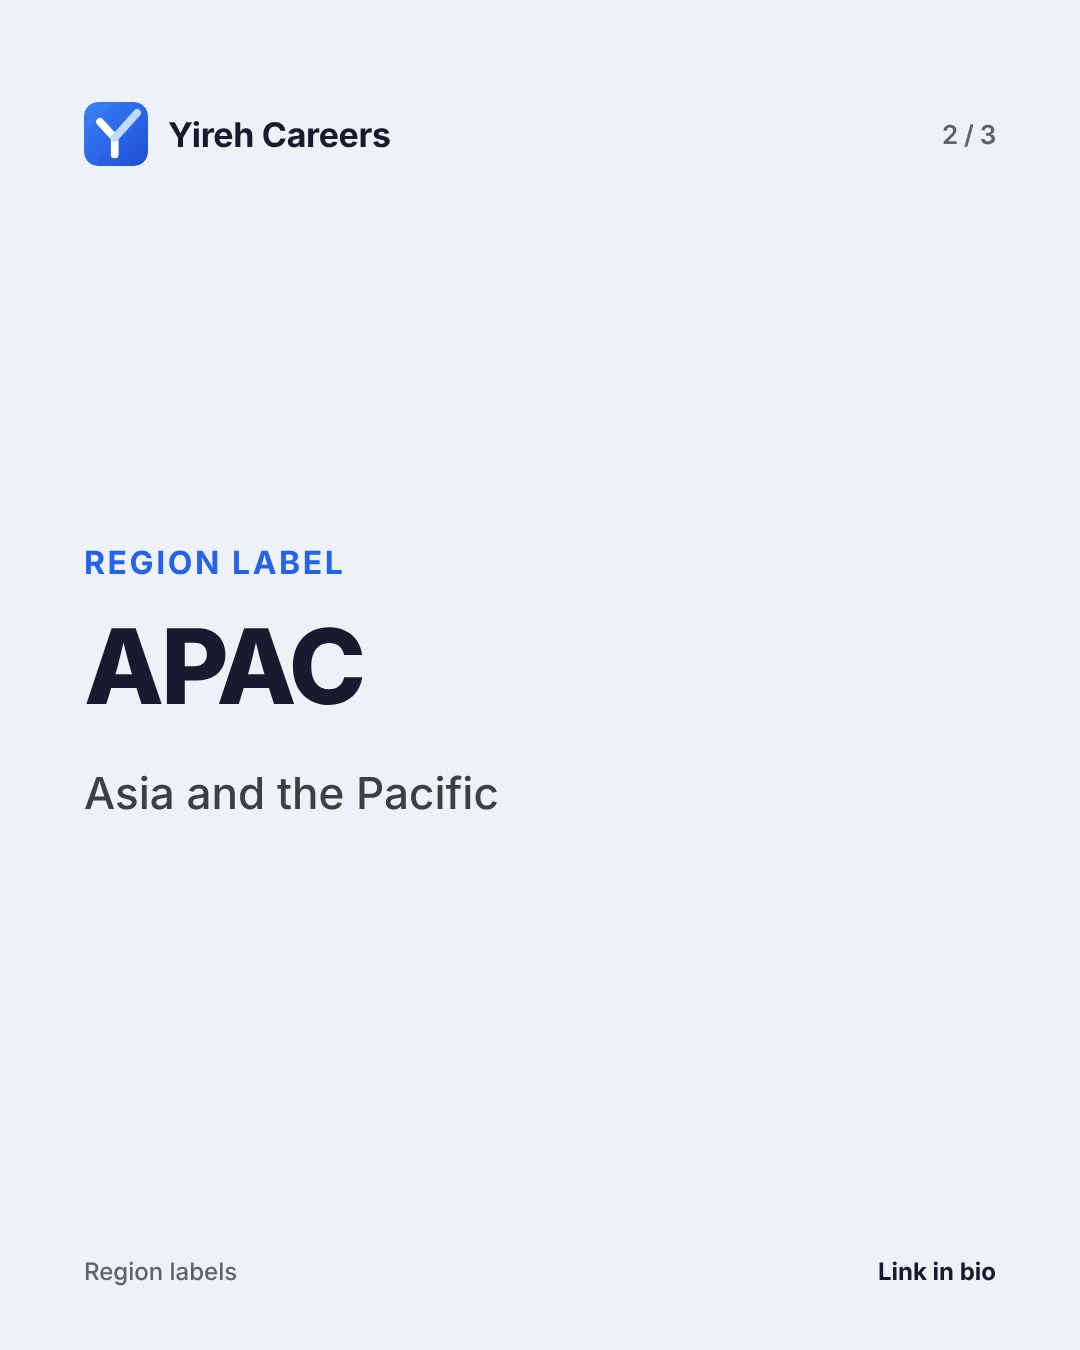 Yireh Careers
2 / 3
REGION LABEL
APAC
Asia and the Pacific
Region labels
Link in bio